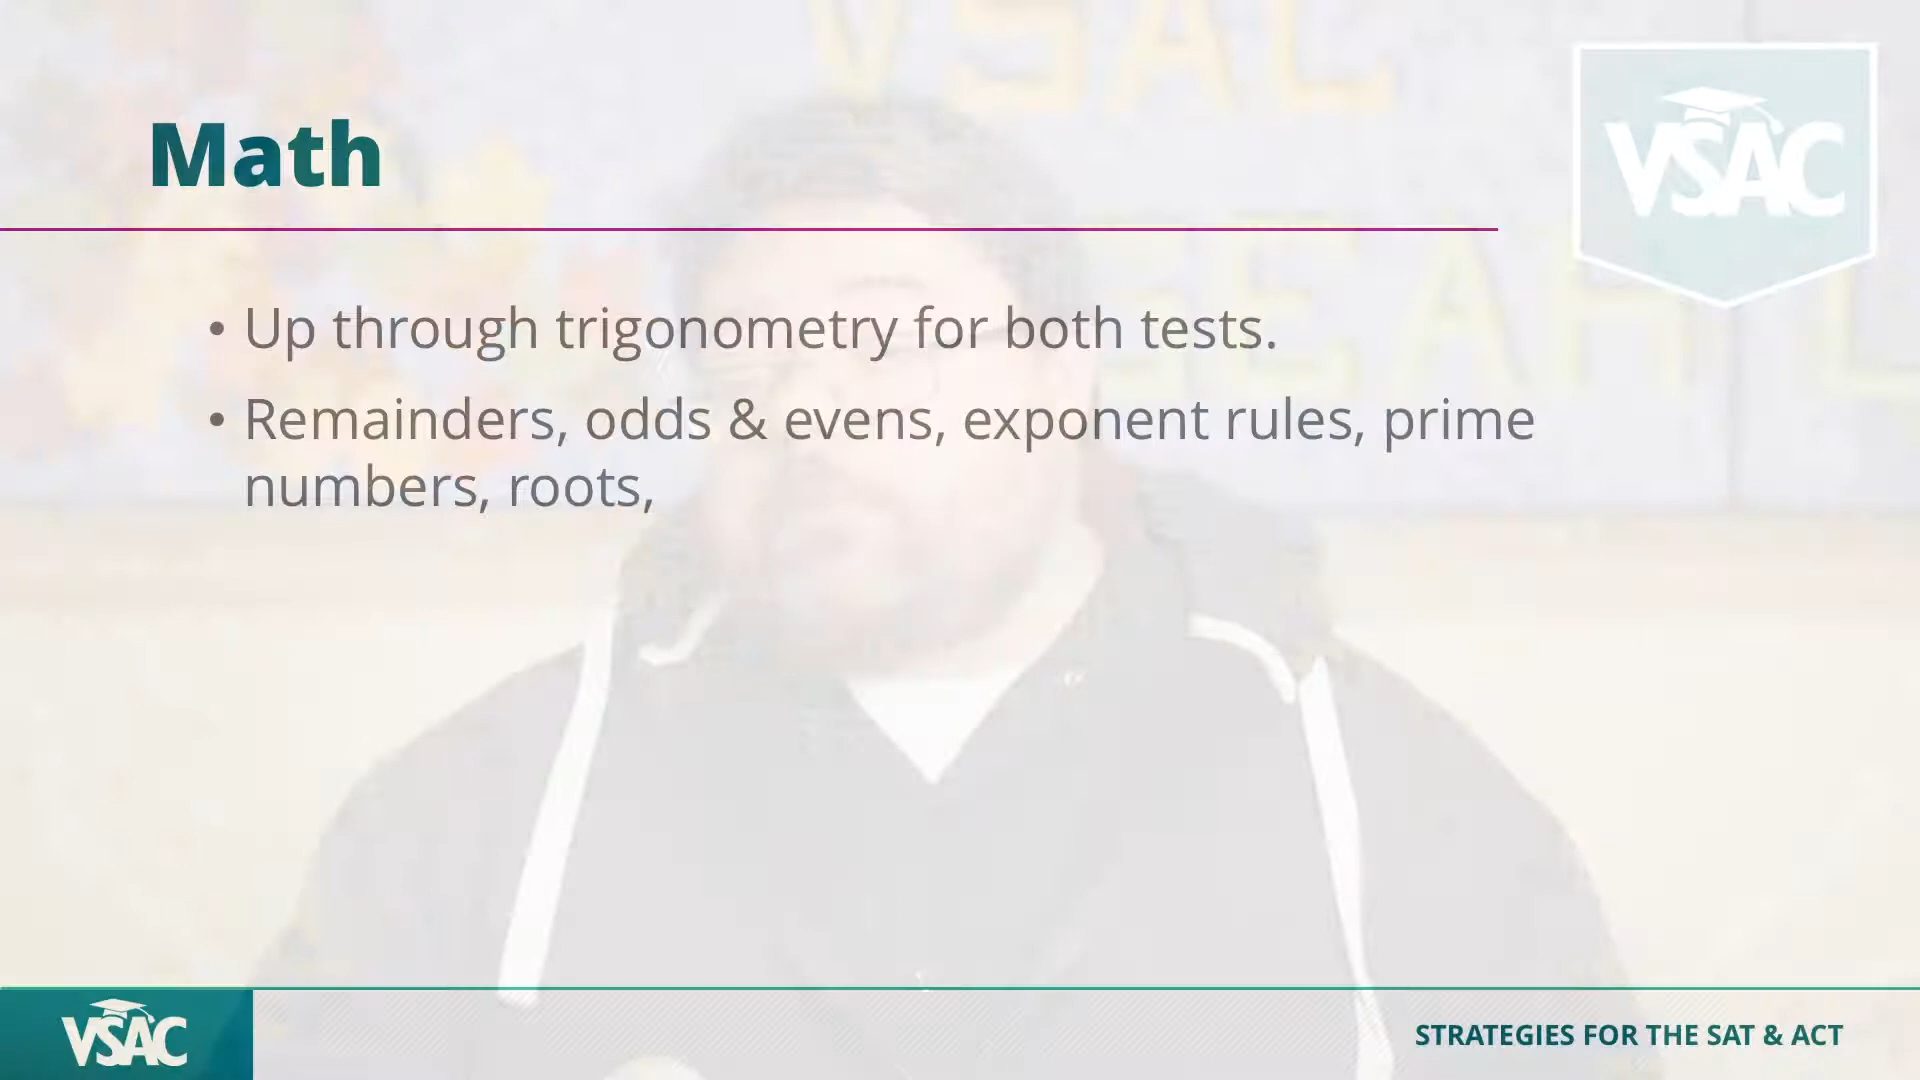 VSAC
VSAC
Math
• Up through trigonometry for both tests.
• Remainders, odds & evens, exponent rules, prime
numbers, roots,
VSAC
STRATEGIES FOR THE SAT & ACT